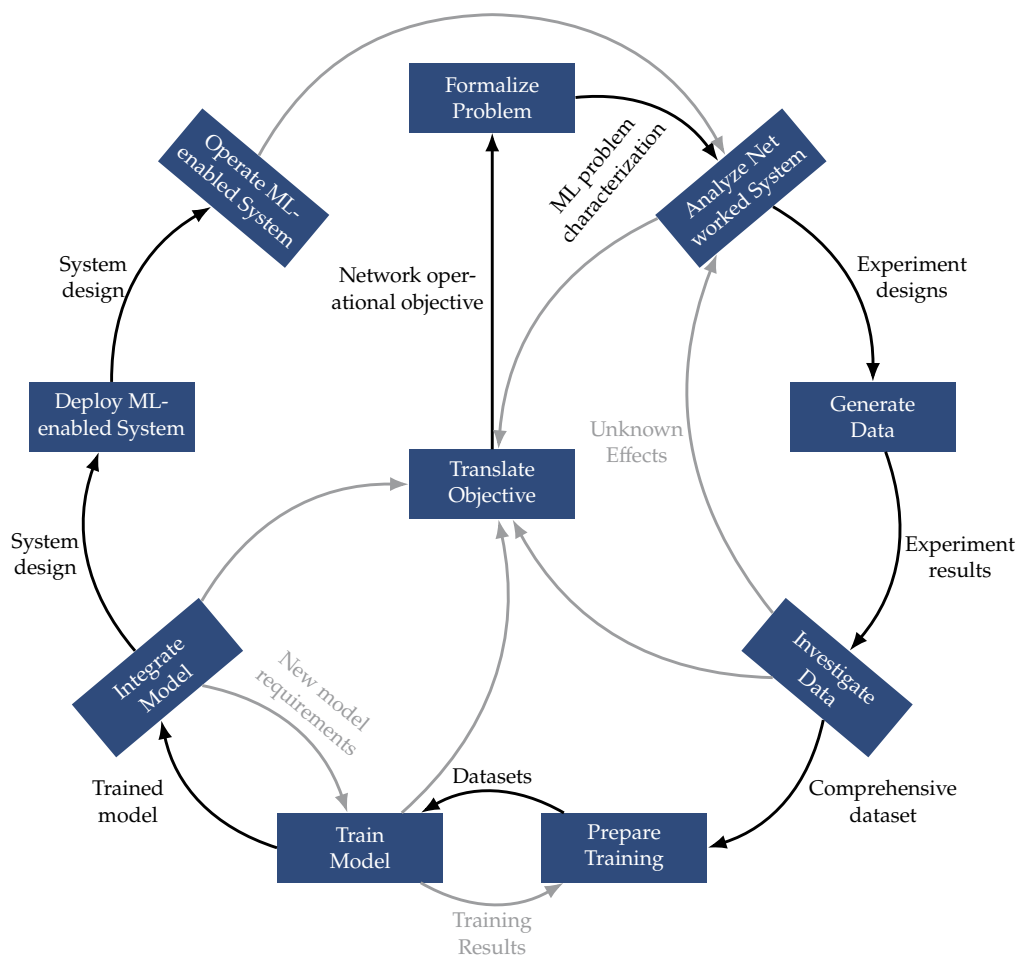 Formalize
Problem
Operate ML-
enabled System
ML problem
characterization
Analyze Net
worked System
System
design
Network oper-
ational objective
Experiment
designs
Deploy ML-
enabled System
Generate
Data
Unknown
Effects
Translate
Objective
System
design
Experiment
results
Integrate
Model
New model
requirements
Investigate
Data
Trained
model
Datasets
Comprehensive
dataset
Train
Model
Prepare
Training
Training
Results